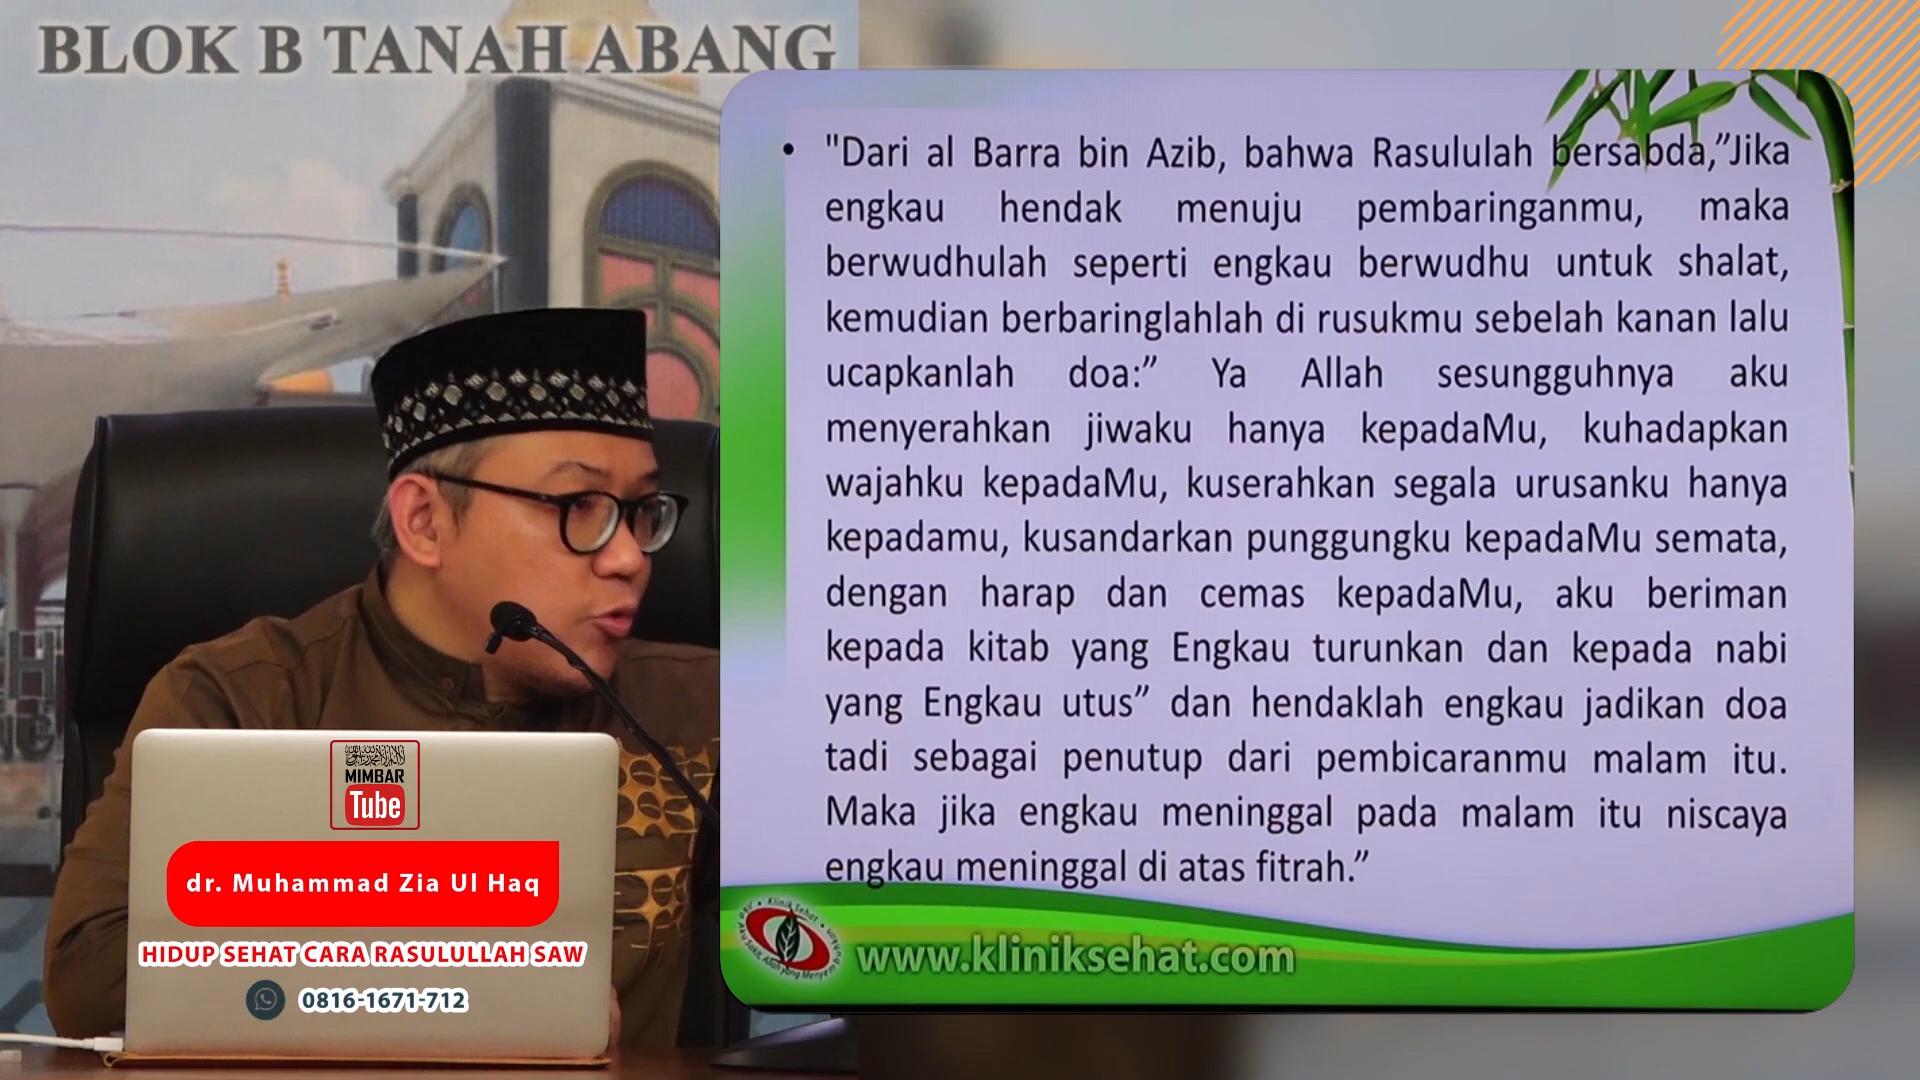 BLOK B TANAH ABANG
• "Dari al Barra bin Azib, bahwa Rasululah bersabda,”Jika
engkau hendak menuju pembaringanmu, maka
berwudhulah seperti engkau berwudhu untuk shalat,
kemudian berbaringlahlah di rusukmu sebelah kanan lalu
ucapkanlah doa:” Ya Allah sesungguhnya aku
menyerahkan jiwaku hanya kepadaMu, kuhadapkan
wajahku kepadaMu, kuserahkan segala urusanku hanya
kepadamu, kusandarkan punggungku kepadaMu semata,
dengan harap dan cemas kepadaMu, aku beriman
kepada kitab yang Engkau turunkan dan kepada nabi
yang Engkau utus” dan hendaklah engkau jadikan doa
tadi sebagai penutup dari pembicaranmu malam itu.
Maka jika engkau meninggal pada malam itu niscaya
engkau meninggal di atas fitrah.”
Klinik Sehat
www.kliniksehat.com
MIMBAR
Tube
dr. Muhammad Zia Ul Haq
HIDUP SEHAT CARA RASULULLAH SAW
0816-1671-712